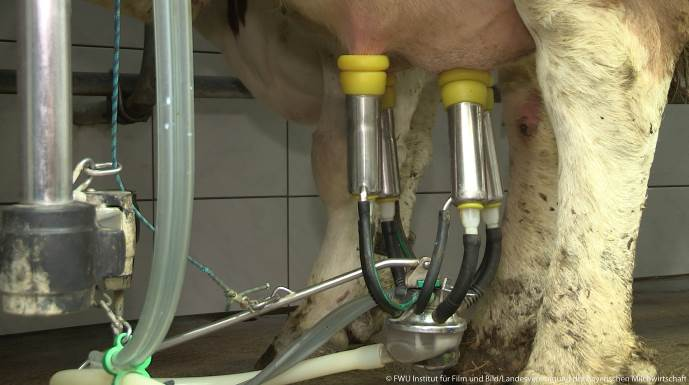 © FWU Institut für Film und Bild/Landesvereinigung der Bayerischen Milchwirtschaft